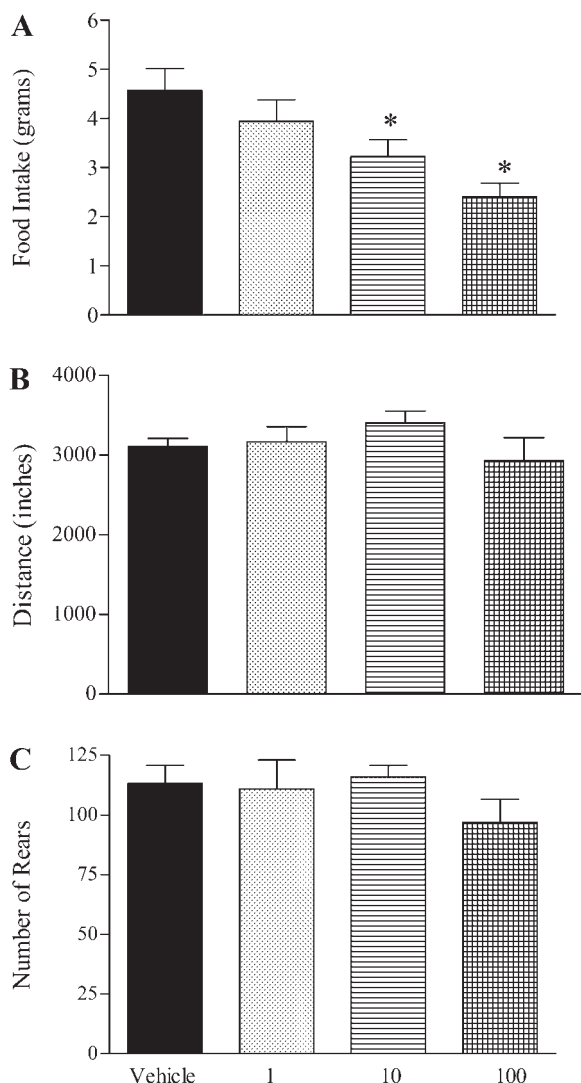 A
Food Intake (grams)
6
5
4
3
2
1
0
*
*
B
Distance (inches)
4000
3000
2000
1000
0
C
Number of Rears
125
100
75
50
25
0
Vehicle 1 10 100